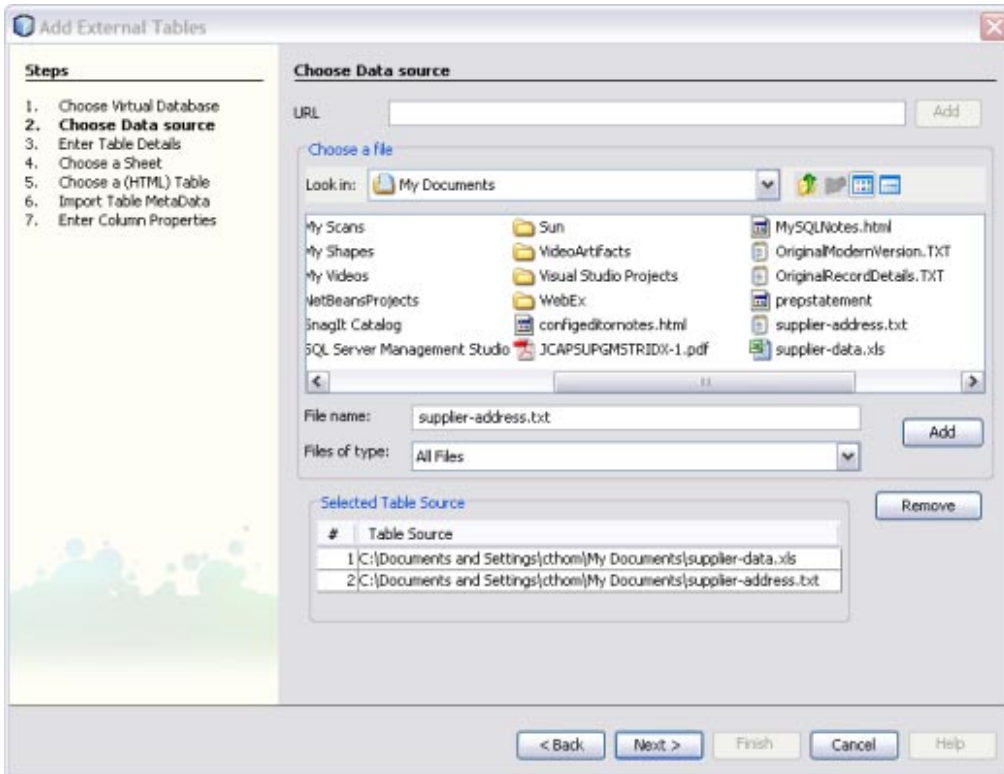 Add External Tables
Steps
1. Choose Virtual Database
2. Choose Data source
3. Enter Table Details
4. Choose a Sheet
5. Choose a (HTML) Table
6. Import Table MetaData
7. Enter Column Properties
Choose Data source
URL
Add
Choose a file
Look in: My Documents
My Scans
My Shapes
My Videos
NetBeansProjects
SnagIt Catalog
SQL Server Management Studio
Sun
VideoArtifacts
Visual Studio Projects
WebEx
configeditornotes.html
JCAPSUPGMSTRIDX-1.pdf
MySQLNotes.html
OriginalModernVersion.TXT
OriginalRecordDetails.TXT
prepstatement
supplier-address.txt
supplier-data.xls
File name: supplier-address.txt
Add
Files of type: All Files
Selected Table Source
Remove
# Table Source
1 C:\Documents and Settings\cthom\My Documents\supplier-data.xls
2 C:\Documents and Settings\cthom\My Documents\supplier-address.txt
< Back
Next >
Finish
Cancel
Help